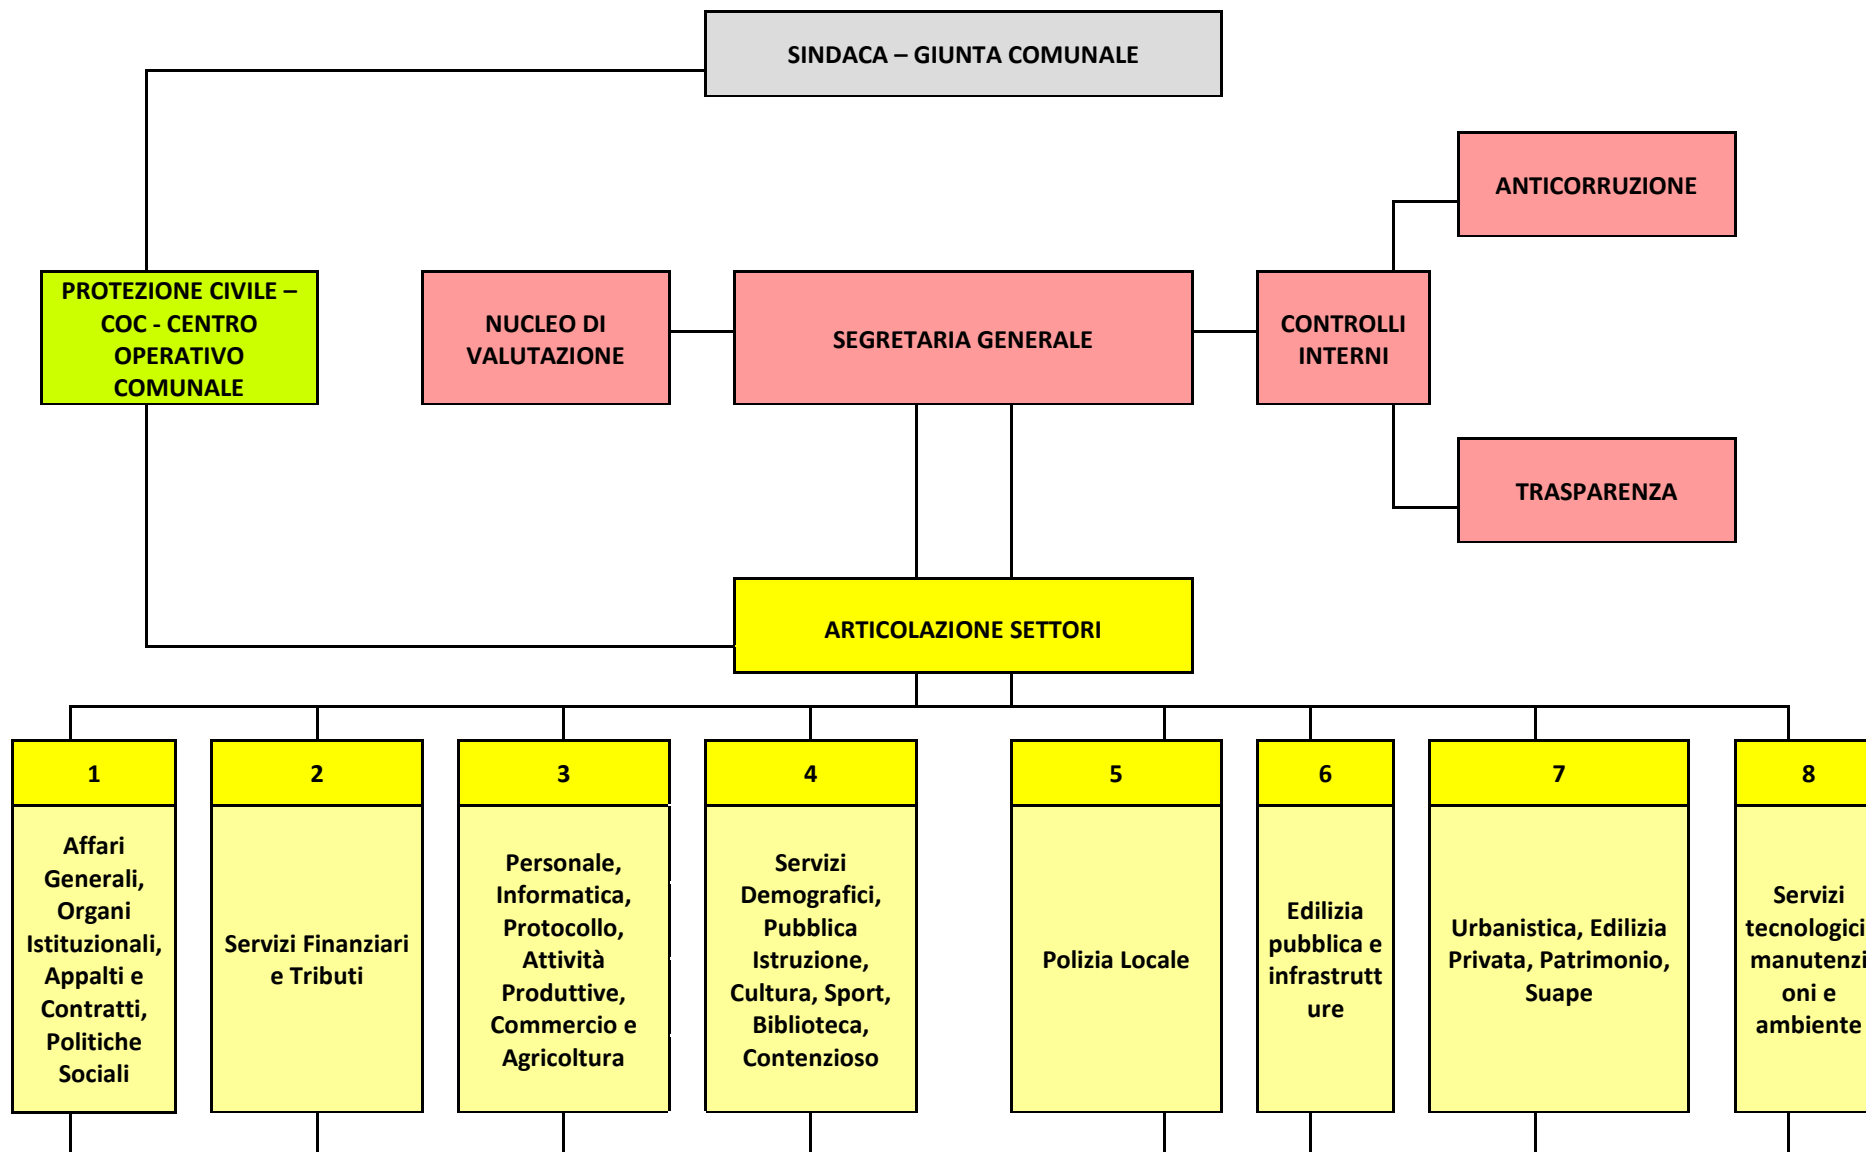 SINDACA – GIUNTA COMUNALE
ANTICORRUZIONE
PROTEZIONE CIVILE –
COC - CENTRO
OPERATIVO
COMUNALE
NUCLEO DI
VALUTAZIONE
SEGRETARIA GENERALE
CONTROLLI
INTERNI
TRASPARENZA
ARTICOLAZIONE SETTORI
1
Affari
Generali,
Organi
Istituzionali,
Appalti e
Contratti,
Politiche
Sociali
2
Servizi Finanziari
e Tributi
3
Personale,
Informatica,
Protocollo,
Attività
Produttive,
Commercio e
Agricoltura
4
Servizi
Demografici,
Pubblica
Istruzione,
Cultura, Sport,
Biblioteca,
Contenzioso
5
Polizia Locale
6
Edilizia
pubblica e
infrastrutt
ure
7
Urbanistica, Edilizia
Privata, Patrimonio,
Suape
8
Servizi
tecnologici,
manutenzi
oni e
ambiente